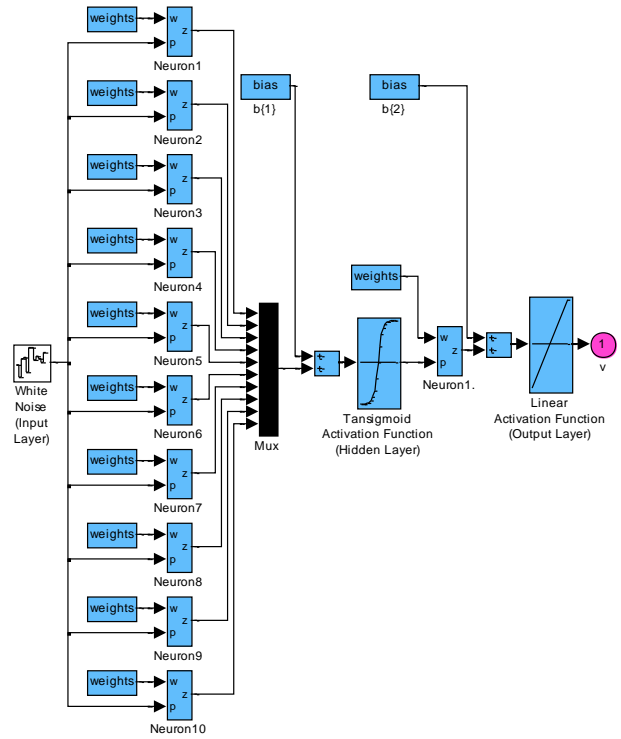 weights
w
z
p
Neuron1
weights
w
z
p
Neuron2
weights
w
z
p
Neuron3
weights
w
z
p
Neuron4
weights
w
z
p
Neuron5
weights
w
z
p
Neuron6
weights
w
z
p
Neuron7
weights
w
z
p
Neuron8
weights
w
z
p
Neuron9
weights
w
z
p
Neuron10
White
Noise
(Input
Layer)
Mux
bias
b{1}
Tansigmoid
Activation Function
(Hidden Layer)
weights
w
z
p
Neuron1.
bias
b{2}
Linear
Activation Function
(Output Layer)
1
v